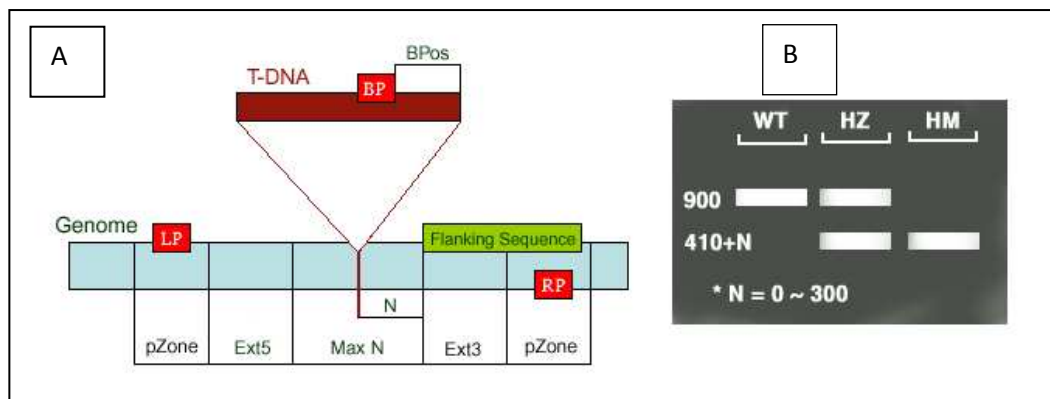 A
BPos
T-DNA
BP
Genome
LP
Flanking Sequence
RP
N
pZone Ext5 Max N Ext3 pZone
B
WT HZ HM
900
410+N
* N = 0 ~ 300